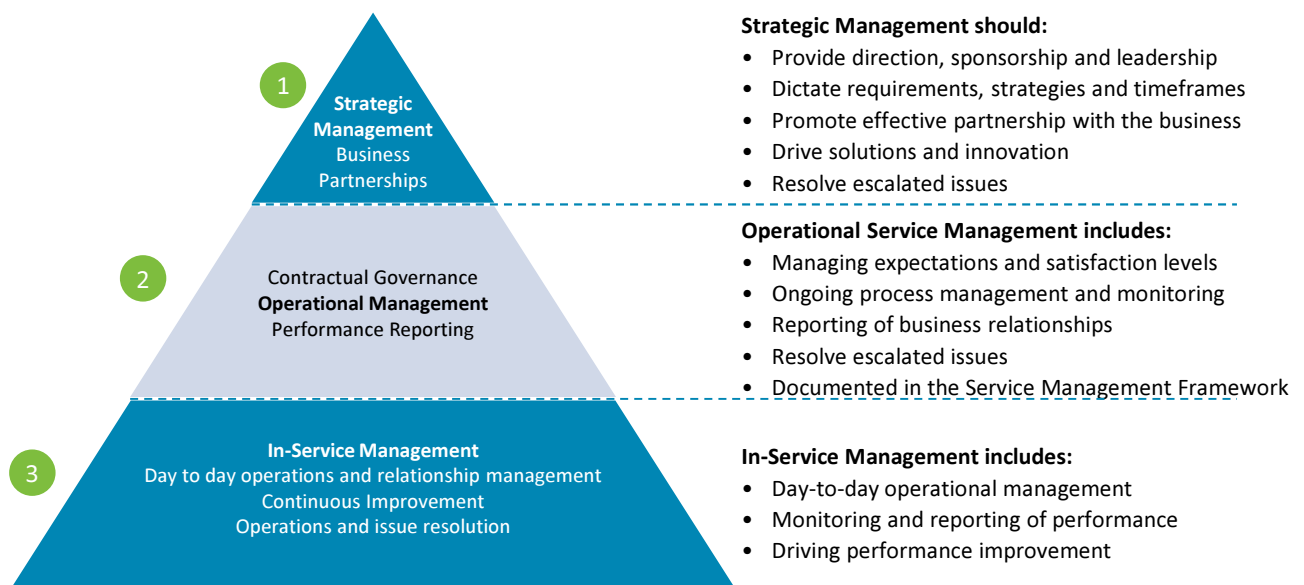 1
Strategic
Management
Business
Partnerships
Strategic Management should:
• Provide direction, sponsorship and leadership
• Dictate requirements, strategies and timeframes
• Promote effective partnership with the business
• Drive solutions and innovation
• Resolve escalated issues
2
Contractual Governance
Operational Management
Performance Reporting
Operational Service Management includes:
• Managing expectations and satisfaction levels
• Ongoing process management and monitoring
• Reporting of business relationships
• Resolve escalated issues
• Documented in the Service Management Framework
3
In-Service Management
Day to day operations and relationship management
Continuous Improvement
Operations and issue resolution
In-Service Management includes:
• Day-to-day operational management
• Monitoring and reporting of performance
• Driving performance improvement